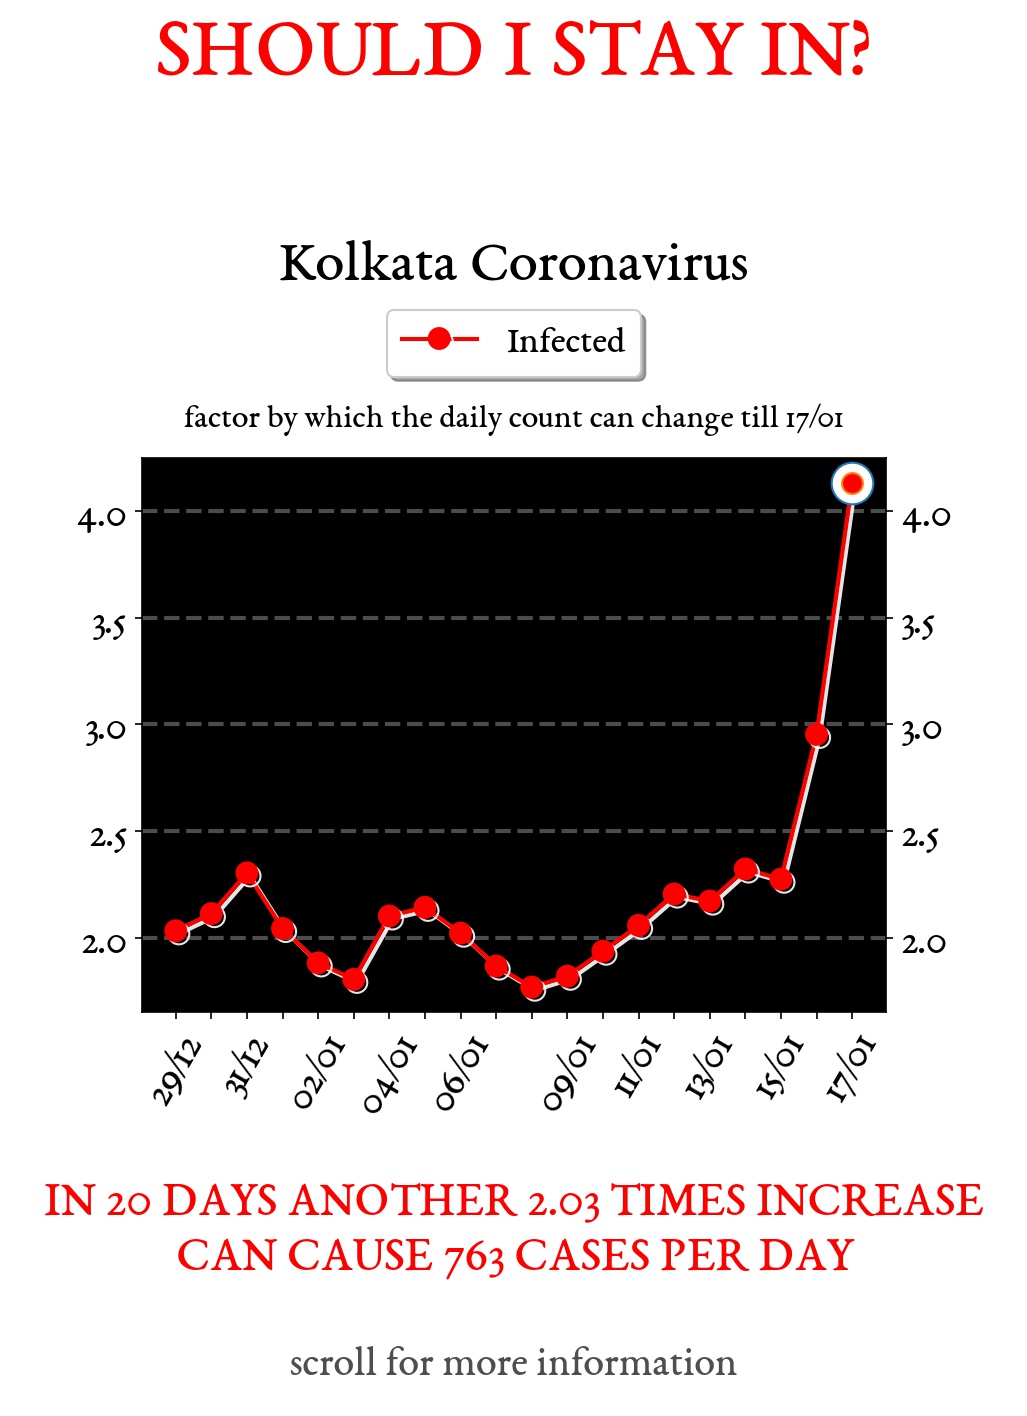 SHOULD I STAY IN?
Kolkata Coronavirus
Infected
factor by which the daily count can change till 17/01
4.0 4.0
3.5 3.5
3.0 3.0
2.5 2.5
2.0 2.0
29/12 31/12 02/01 04/01 06/01 09/01 11/01 13/01 15/01 17/01
IN 20 DAYS ANOTHER 2.03 TIMES INCREASE
CAN CAUSE 763 CASES PER DAY
scroll for more information